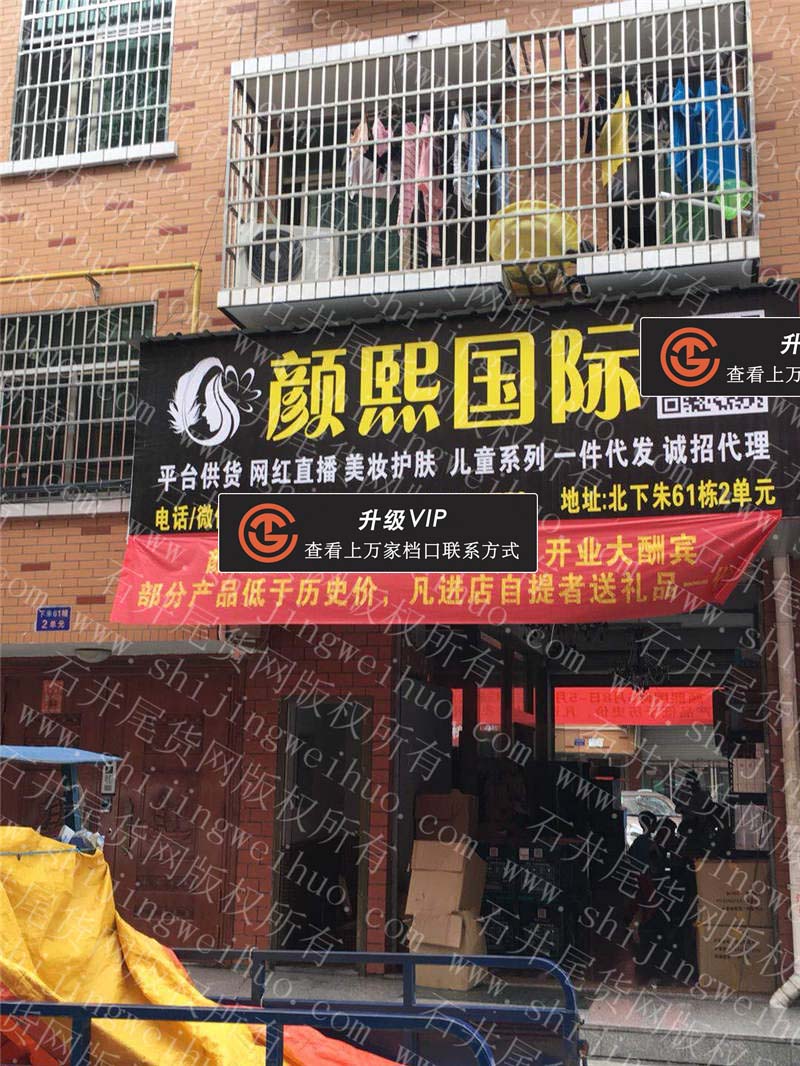 颜熙国际
升
查看上万
平台供货 网红直播 美妆护肤 儿童系列 一件代发 诚招代理
电话/微
地址:北下朱61栋2单元
升级VIP
查看上万家档口联系方式
开业大酬宾
部分产品低于历史价，凡进店自提者送礼品一
下朱61幢
2单元
石井尾货网版权所有
www.shijingweihuo.com